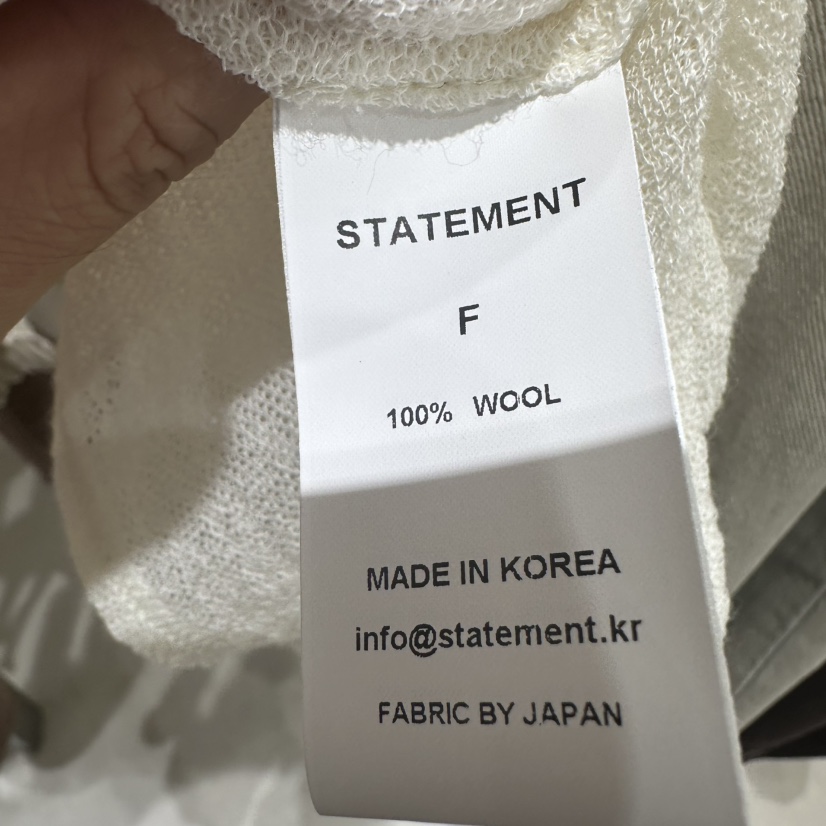 STATEMENT
F
100% WOOL
MADE IN KOREA
info@statement.kr
FABRIC BY JAPAN